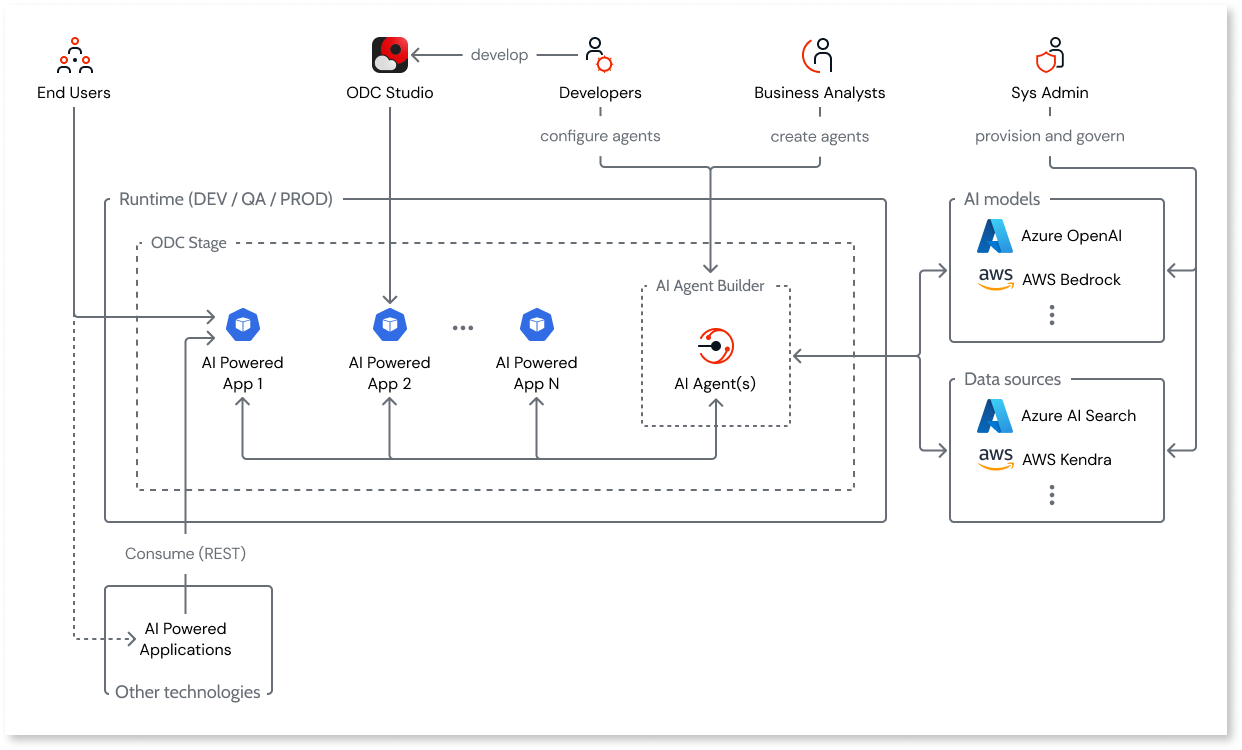 develop
End Users
ODC Studio
Developers
Business Analysts
Sys Admin
configure agents
create agents
provision and govern
Runtime (DEV / QA / PROD)
AI models
Azure OpenAI
aws
AWS Bedrock
ODC Stage
AI Agent Builder
AI Powered
App 1
AI Powered
App 2
AI Powered
App N
AI Agent(s)
Data sources
Azure AI Search
aws
AWS Kendra
Consume (REST)
AI Powered
Applications
Other technologies